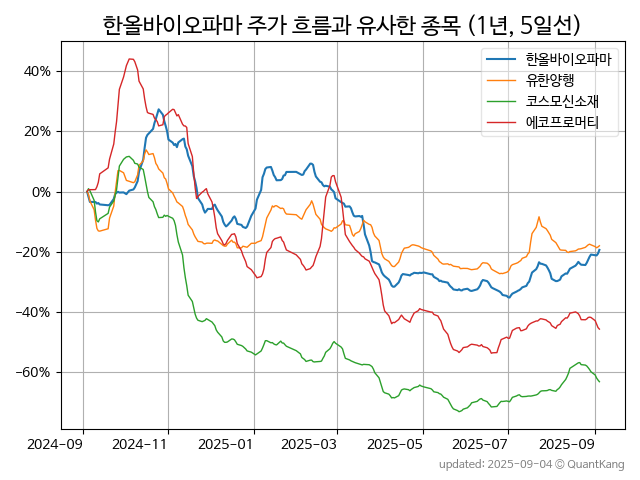 한올바이오파마 주가 흐름과 유사한 종목 (1년, 5일선)
한올바이오파마
유한양행
코스모신소재
에코프로머티
40%
20%
0%
−20%
−40%
−60%
2024-09 2024-11 2025-01 2025-03 2025-05 2025-07 2025-09
updated: 2025-09-04 © QuantKang